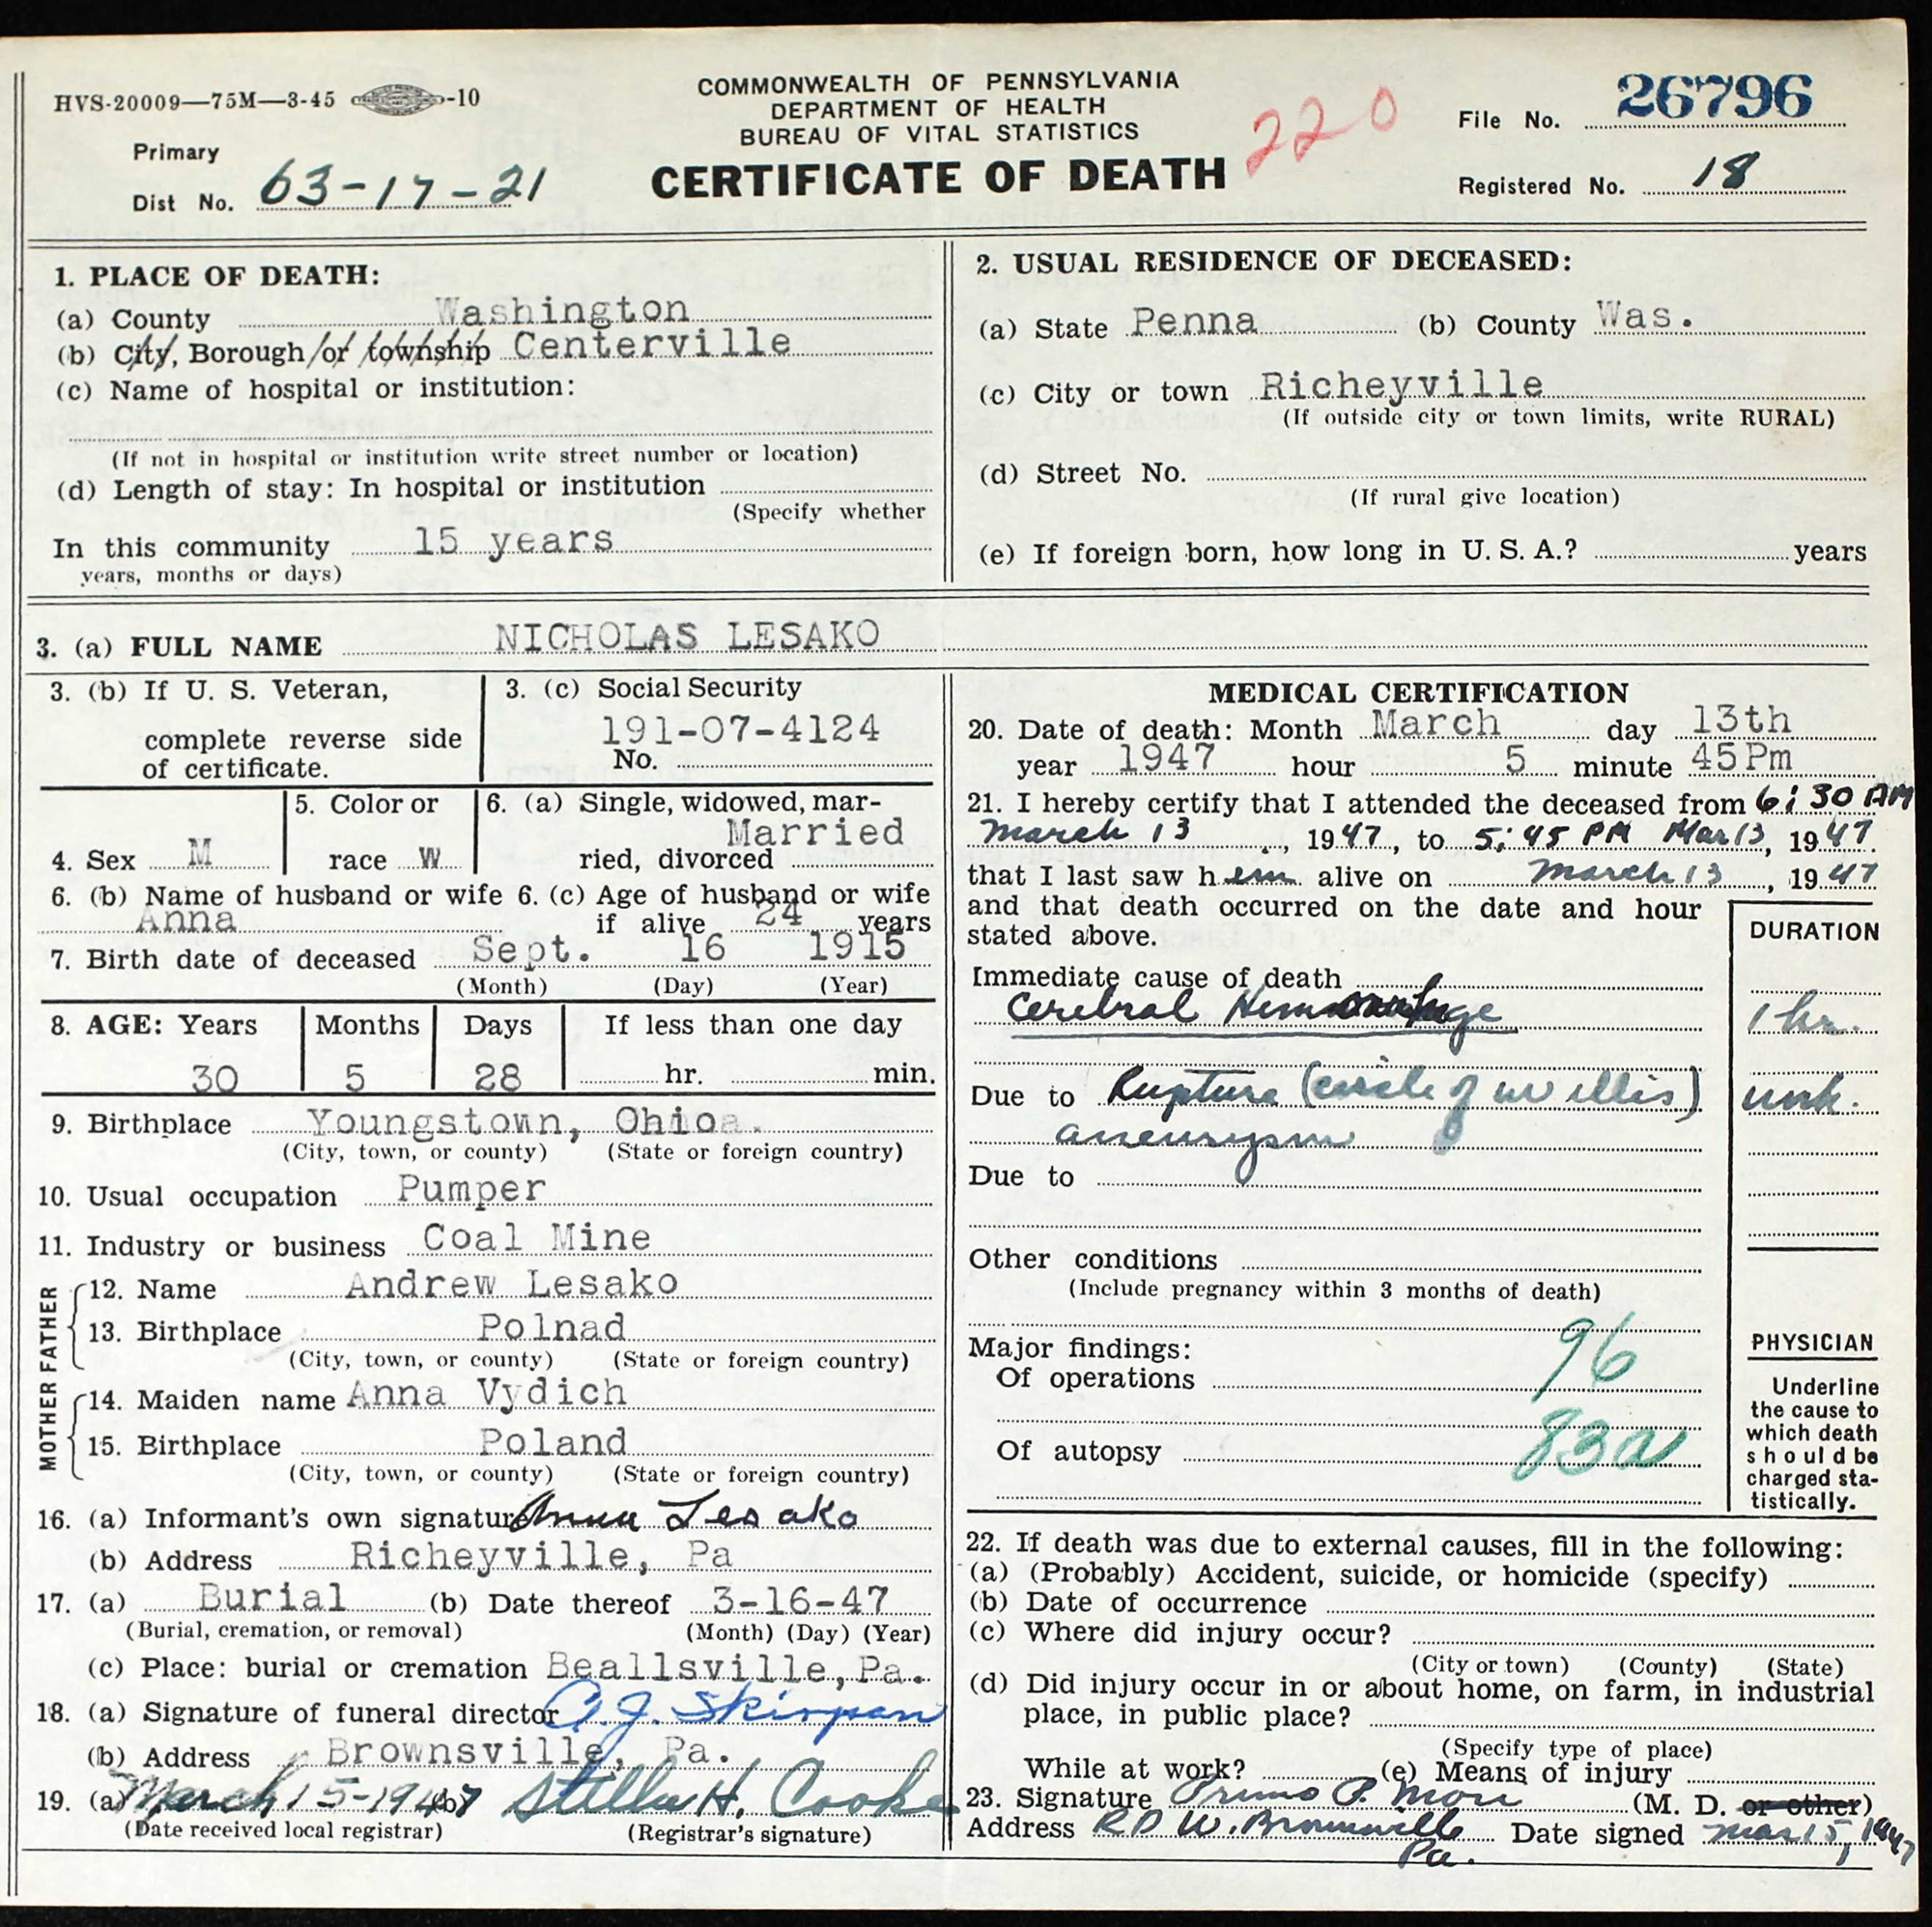 HVS-20009—75M—3-45 -10
COMMONWEALTH OF PENNSYLVANIA
DEPARTMENT OF HEALTH
BUREAU OF VITAL STATISTICS
CERTIFICATE OF DEATH
220
File No. 26796
Registered No. 18
Primary
Dist No. 63-17-21
1. PLACE OF DEATH:
(a) County Washington
(b) City, Borough or township Centerville
(c) Name of hospital or institution:
(If not in hospital or institution write street number or location)
(d) Length of stay: In hospital or institution
(Specify whether
In this community 15 years
years, months or days)
2. USUAL RESIDENCE OF DECEASED:
(a) State Penna (b) County Was.
(c) City or town Richeyville
(If outside city or town limits, write RURAL)
(d) Street No.
(If rural give location)
(e) If foreign born, how long in U. S. A.? years
3. (a) FULL NAME NICHOLAS LESAKO
3. (b) If U. S. Veteran,
complete reverse side
of certificate.
3. (c) Social Security
191-07-4124
No.
4. Sex M
5. Color or
race W
6. (a) Single, widowed, mar-
Married
ried, divorced
6. (b) Name of husband or wife
Anna
6. (c) Age of husband or wife
if alive 24 years
7. Birth date of deceased Sept. 16 1915
(Month) (Day) (Year)
8. AGE: Years Months Days If less than one day
30 5 28 hr. min.
9. Birthplace Youngstown, Ohio
(City, town, or county) (State or foreign country)
10. Usual occupation Pumper
11. Industry or business Coal Mine
FATHER
12. Name Andrew Lesako
13. Birthplace Polnad
(City, town, or county) (State or foreign country)
MOTHER
14. Maiden name Anna Vydich
15. Birthplace Poland
(City, town, or county) (State or foreign country)
16. (a) Informant's own signature Anna Lesako
(b) Address Richeyville, Pa
17. (a) Burial (b) Date thereof 3-16-47
(Burial, cremation, or removal) (Month) (Day) (Year)
(c) Place: burial or cremation Beallsville, Pa.
18. (a) Signature of funeral director A. J. Skirpan
(b) Address Brownsville, Pa.
19. (a) March 15-1947 (b) Stella H. Cooke
(Date received local registrar) (Registrar's signature)
MEDICAL CERTIFICATION
20. Date of death: Month March day 13th
year 1947 hour 5 minute 45Pm
21. I hereby certify that I attended the deceased from 6:30 AM
March 13, 1947, to 5:45 PM Mar 13, 1947.
that I last saw h em alive on March 13, 1947
and that death occurred on the date and hour
stated above.
DURATION
Immediate cause of death
Cerebral Hemorrhage 1 hr.
Due to Rupture (circle of willis) unk.
aneurysm
Due to
Other conditions
(Include pregnancy within 3 months of death)
Major findings: 96
Of operations
Of autopsy 83a
PHYSICIAN
Underline
the cause to
which death
should be
charged sta-
tistically.
22. If death was due to external causes, fill in the following:
(a) (Probably) Accident, suicide, or homicide (specify)
(b) Date of occurrence
(c) Where did injury occur?
(City or town) (County) (State)
(d) Did injury occur in or about home, on farm, in industrial
place, in public place?
(Specify type of place)
While at work? (e) Means of injury
23. Signature P. (M. D. or other)
Address RD W. Brownsville Date signed Mar 15, 1947
Pa.